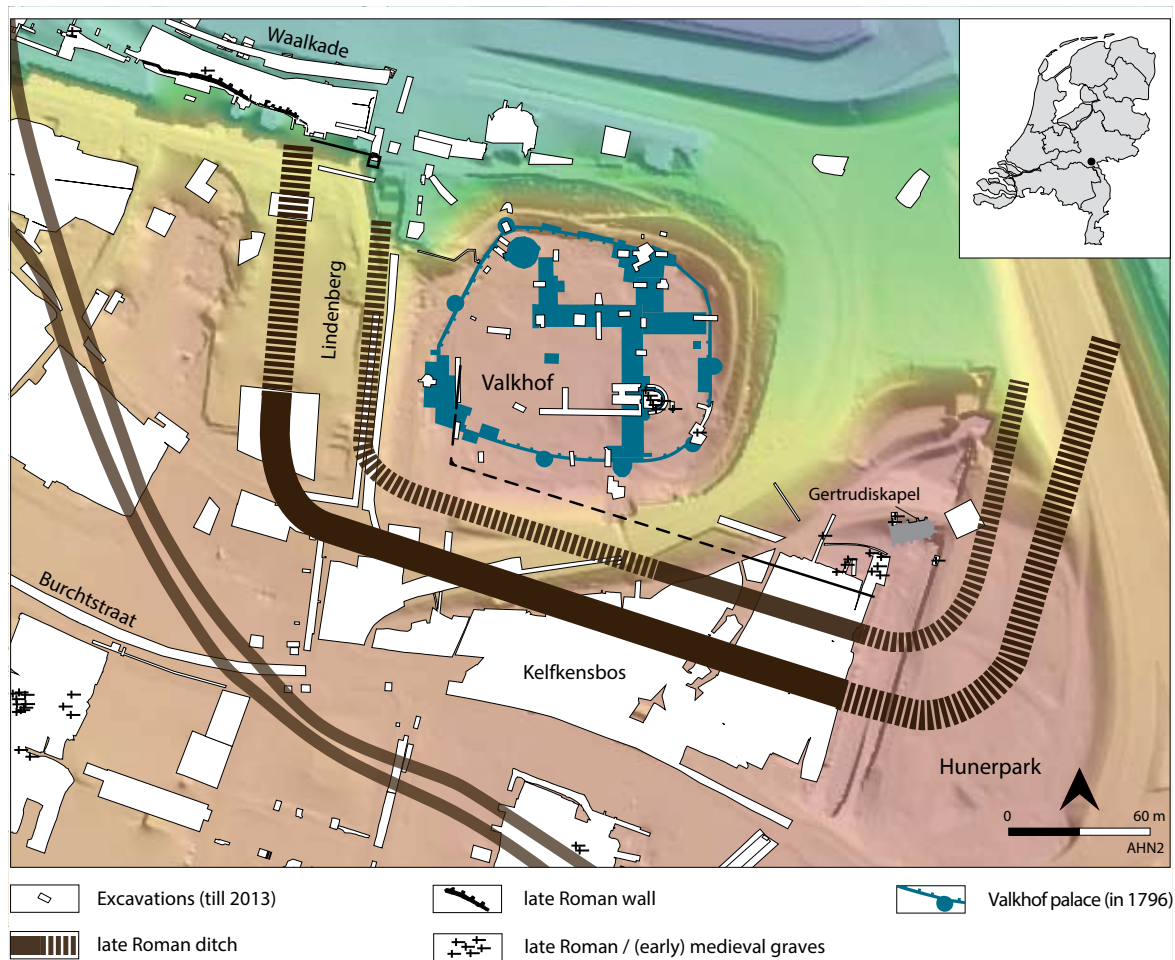 Waalkade
Lindenberg
Valkhof
Gertrudiskapel
Burchtstraat
Kelfkensbos
Hunerpark
0 60 m
AHN2
Excavations (till 2013)
late Roman wall
Valkhof palace (in 1796)
late Roman ditch
late Roman / (early) medieval graves